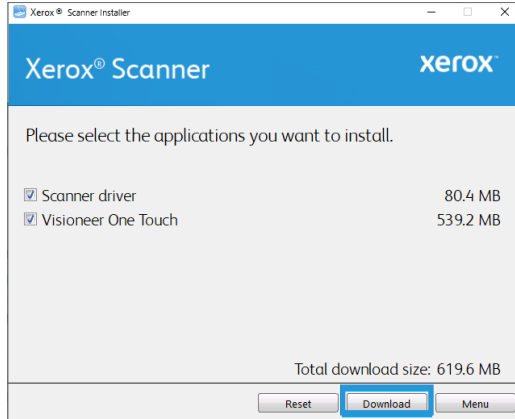 Xerox® Scanner Installer
Xerox® Scanner
xerox™
Please select the applications you want to install.
Scanner driver 80.4 MB
Visioneer One Touch 539.2 MB
Total download size: 619.6 MB
Reset Download Menu